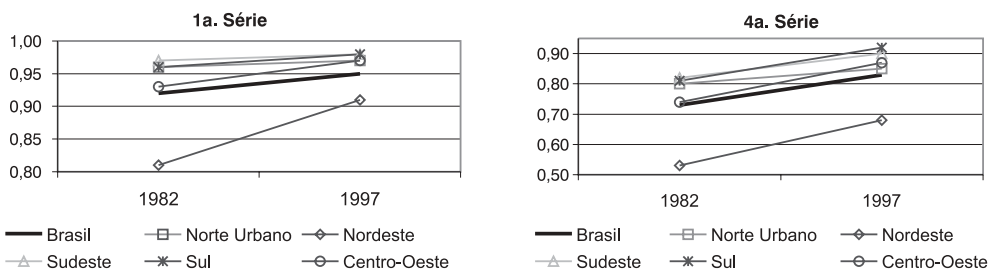 1a. Série
1,00
0,95
0,90
0,85
0,80
1982 1997
Brasil Norte Urbano Nordeste
Sudeste Sul Centro-Oeste
4a. Série
0,90
0,80
0,70
0,60
0,50
1982 1997
Brasil Norte Urbano Nordeste
Sudeste Sul Centro-Oeste